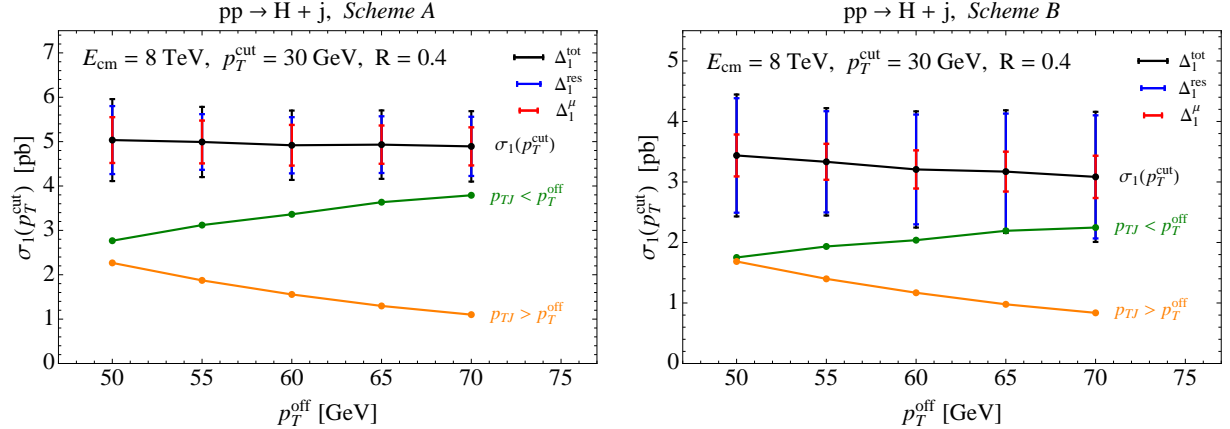 pp → H + j, Scheme A
E_cm = 8 TeV, p_T^cut = 30 GeV, R = 0.4
Δ_1^tot
Δ_1^res
Δ_1^μ
σ_1(p_T^cut)
p_TJ < p_T^off
p_TJ > p_T^off
σ_1(p_T^cut) [pb]
7
6
5
4
3
2
1
0
50 55 60 65 70 75
p_T^off [GeV]
pp → H + j, Scheme B
E_cm = 8 TeV, p_T^cut = 30 GeV, R = 0.4
Δ_1^tot
Δ_1^res
Δ_1^μ
σ_1(p_T^cut)
p_TJ < p_T^off
p_TJ > p_T^off
σ_1(p_T^cut) [pb]
5
4
3
2
1
0
50 55 60 65 70 75
p_T^off [GeV]